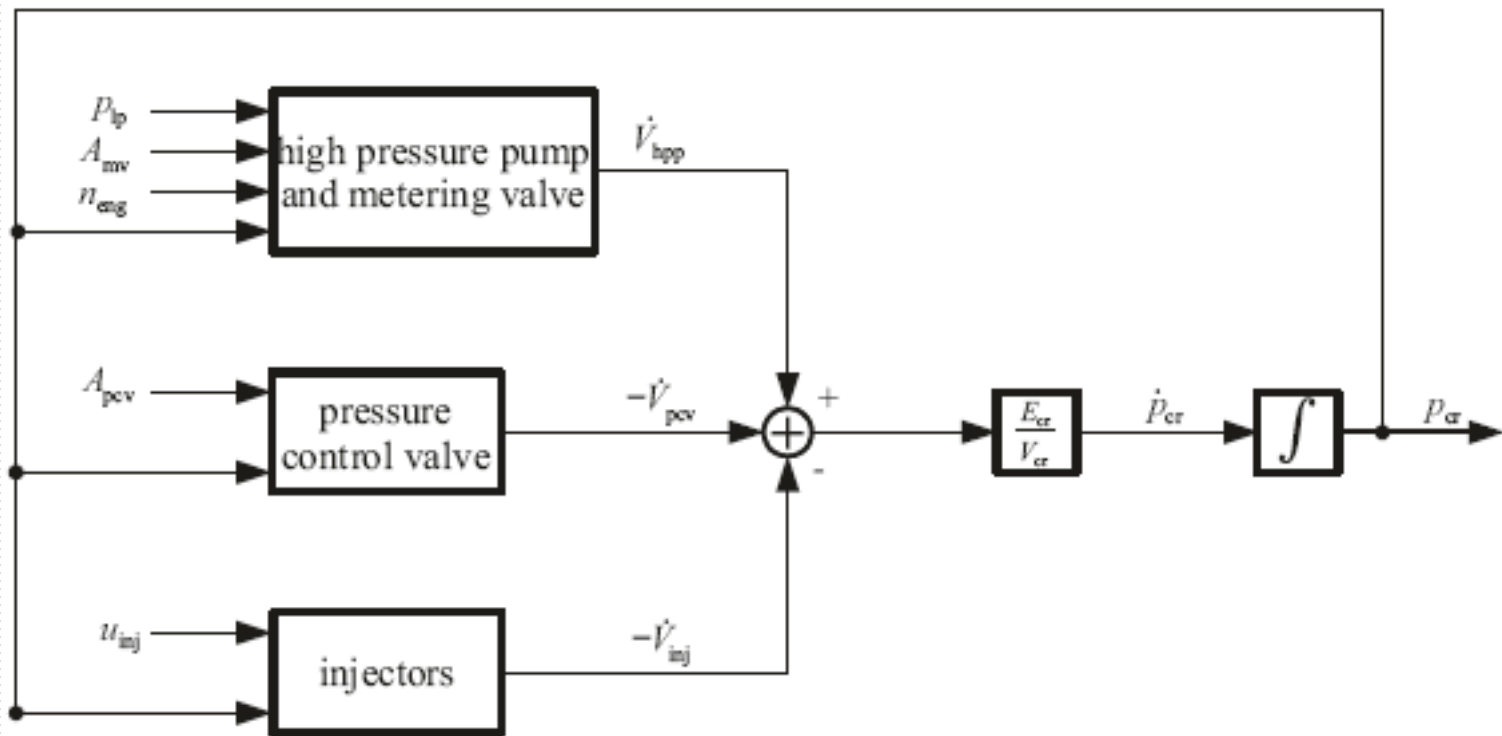 p_lp
A_mv
n_eng
high pressure pump
and metering valve
V̇_hpp
A_pcv
pressure
control valve
−V̇_pcv
+
+
-
E_cr
V_cr
ṗ_cr
∫
p_cr
u_inj
injectors
−V̇_inj